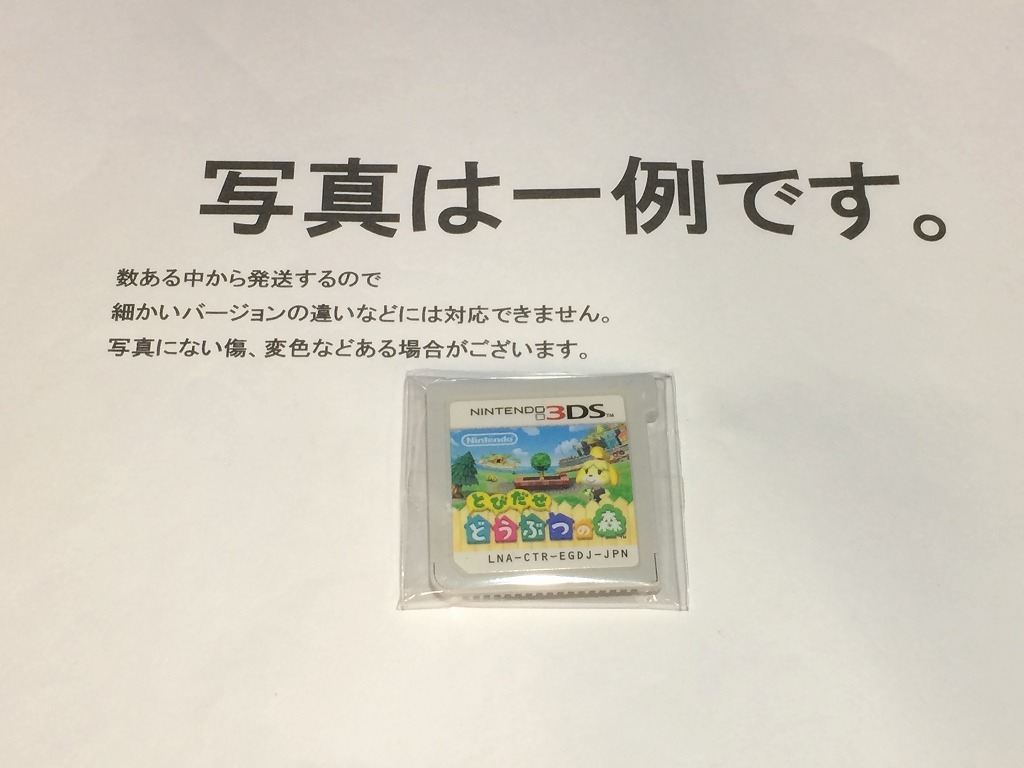 写真は一例です。
数ある中から発送するので
細かいバージョンの違いなどには対応できません。
写真にない傷、変色などある場合がございます。
NINTENDO 3DS™
Nintendo
とびだせ
どうぶつの森™
LNA-CTR-EGDJ-JPN